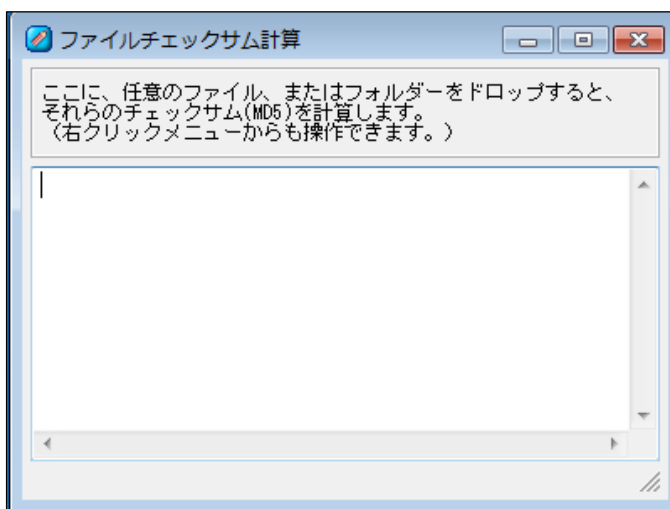 ファイルチェックサム計算
ここに、任意のファイル、またはフォルダーをドロップすると、
それらのチェックサム(MD5)を計算します。
（右クリックメニューからも操作できます。）